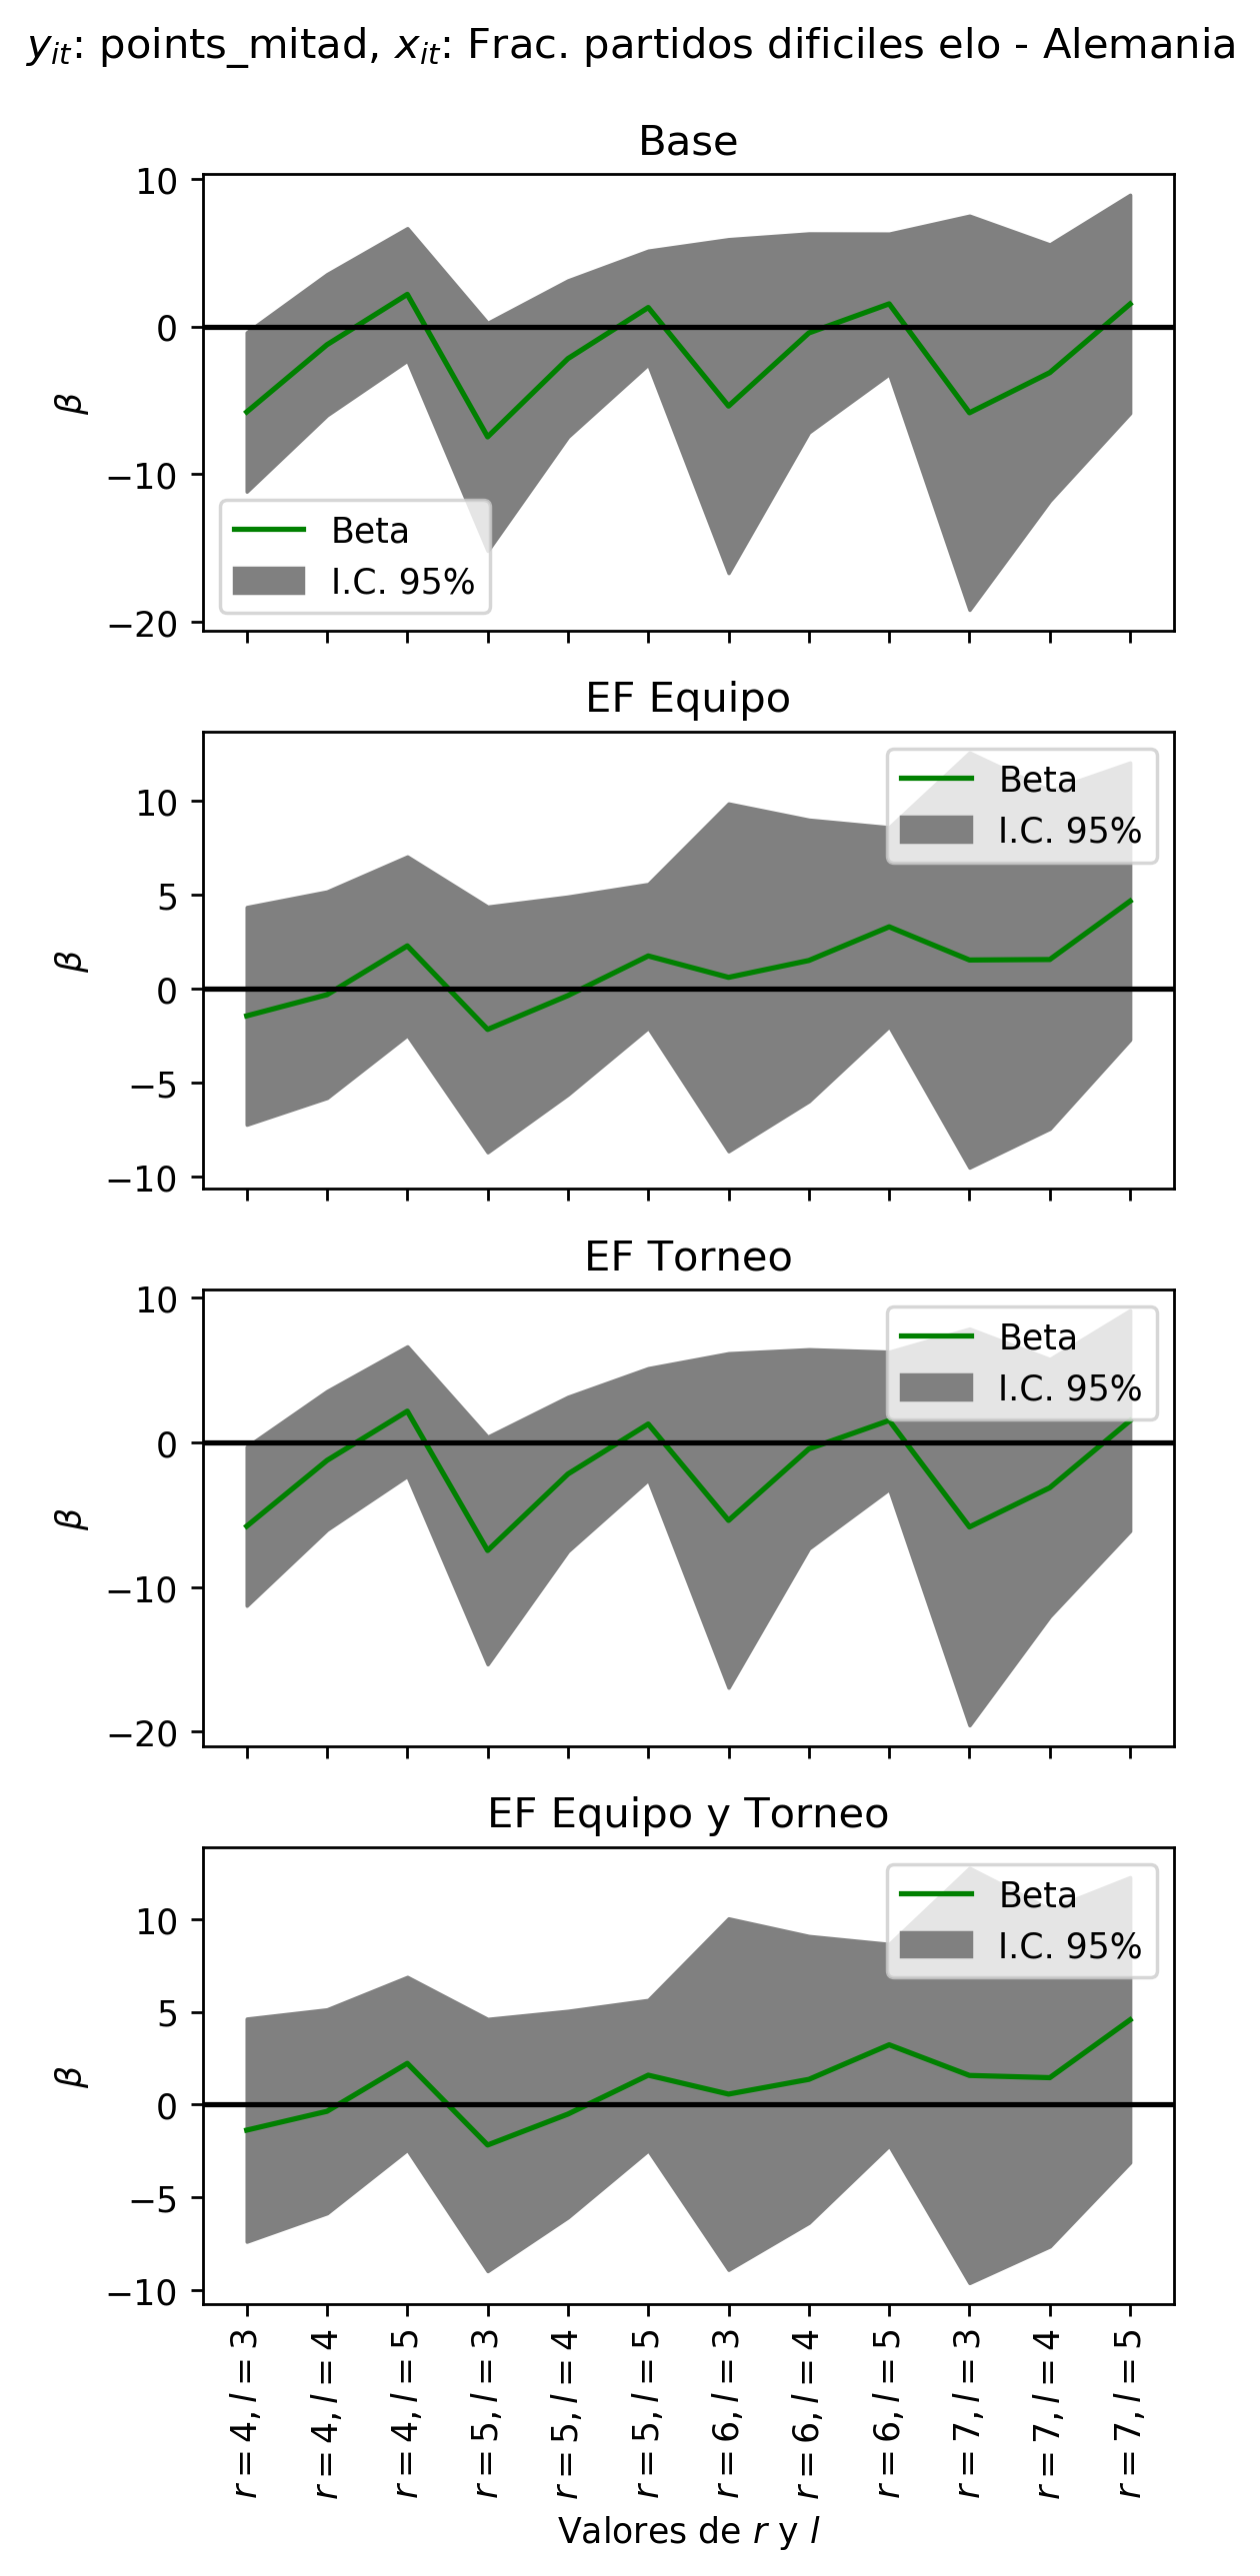 y_it: points_mitad, x_it: Frac. partidos dificiles elo - Alemania
Base
10
0
−10
−20
β
Beta
I.C. 95%
EF Equipo
10
5
0
−5
−10
β
Beta
I.C. 95%
EF Torneo
10
0
−10
−20
β
Beta
I.C. 95%
EF Equipo y Torneo
10
5
0
−5
−10
β
Beta
I.C. 95%
r = 4, l = 3
r = 4, l = 4
r = 4, l = 5
r = 5, l = 3
r = 5, l = 4
r = 5, l = 5
r = 6, l = 3
r = 6, l = 4
r = 6, l = 5
r = 7, l = 3
r = 7, l = 4
r = 7, l = 5
Valores de r y l